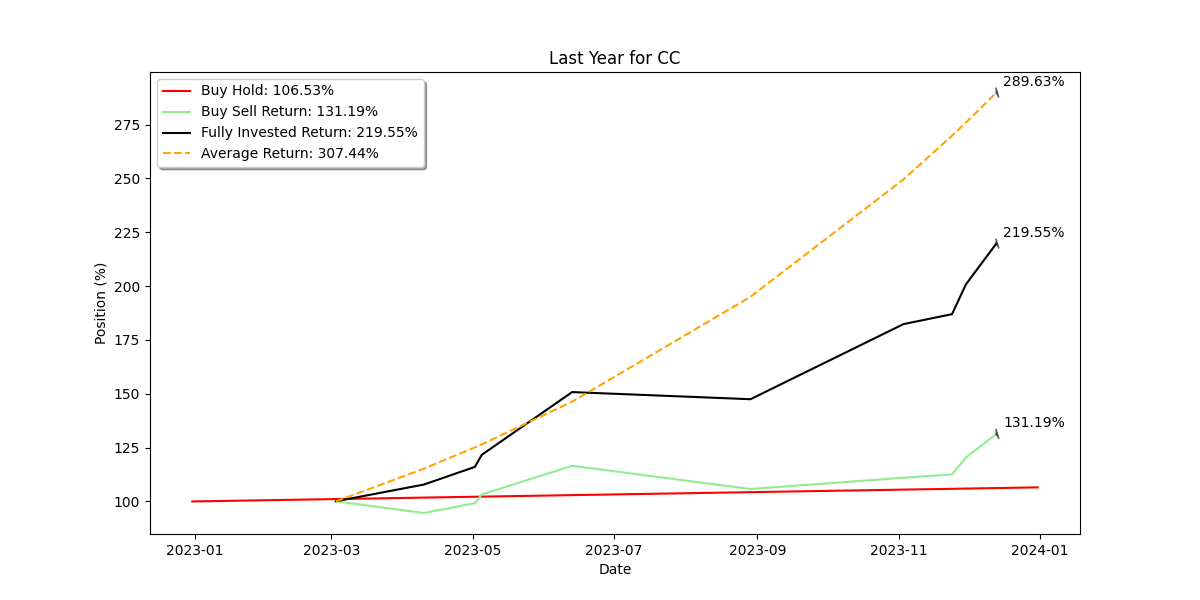 Last Year for CC
Buy Hold: 106.53%
Buy Sell Return: 131.19%
Fully Invested Return: 219.55%
Average Return: 307.44%
289.63%
219.55%
131.19%
Position (%)
275
250
225
200
175
150
125
100
2023-01
2023-03
2023-05
2023-07
2023-09
2023-11
2024-01
Date